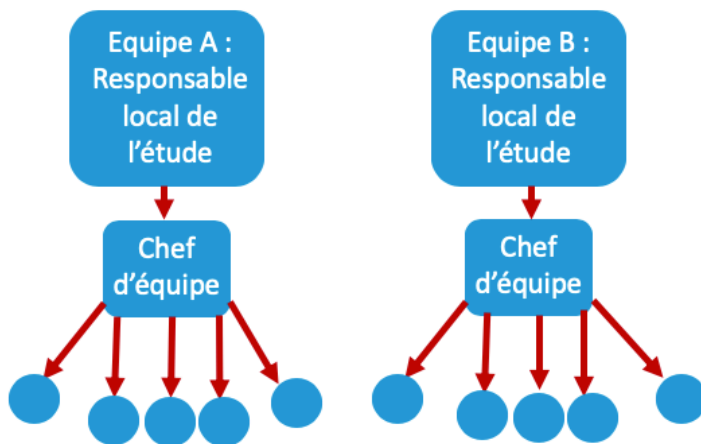 Equipe A :
Responsable
local de
l’étude
Equipe B :
Responsable
local de
l’étude
Chef
d’équipe
Chef
d’équipe